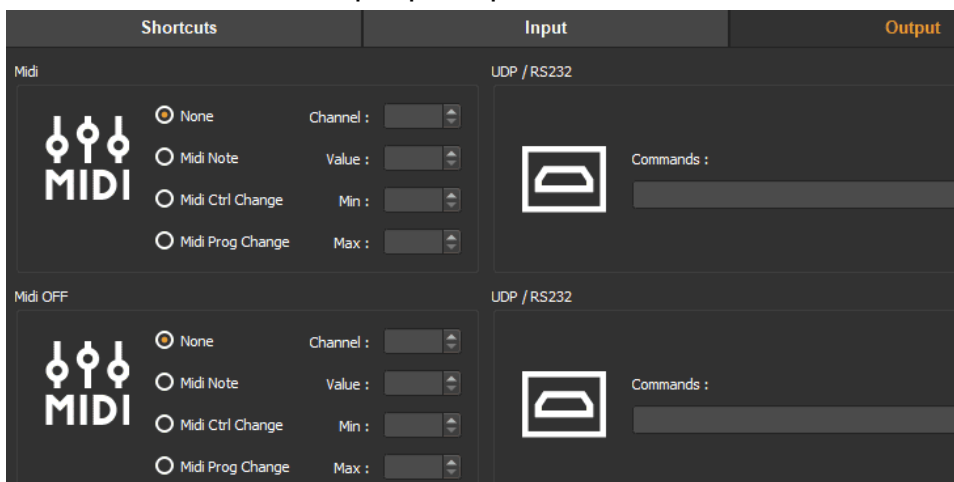 Shortcuts Input Output
Midi UDP / RS232
None Channel :
MIDI Midi Note Value : Commands :
Midi Ctrl Change Min :
Midi Prog Change Max :
Midi OFF UDP / RS232
None Channel :
MIDI Midi Note Value : Commands :
Midi Ctrl Change Min :
Midi Prog Change Max :